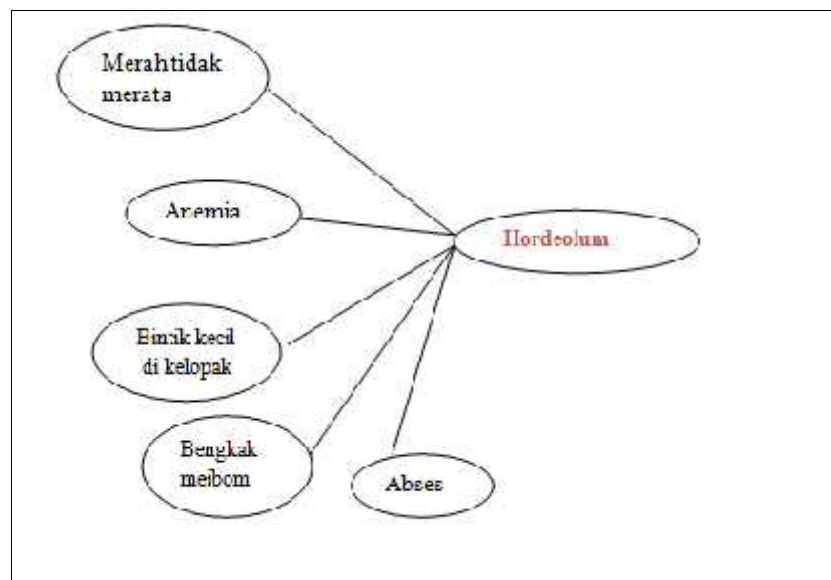 Merahtidak
merata
Anemia
Hordeolum
Bintik kecil
di kelopak
Bengkak
meibom
Abses